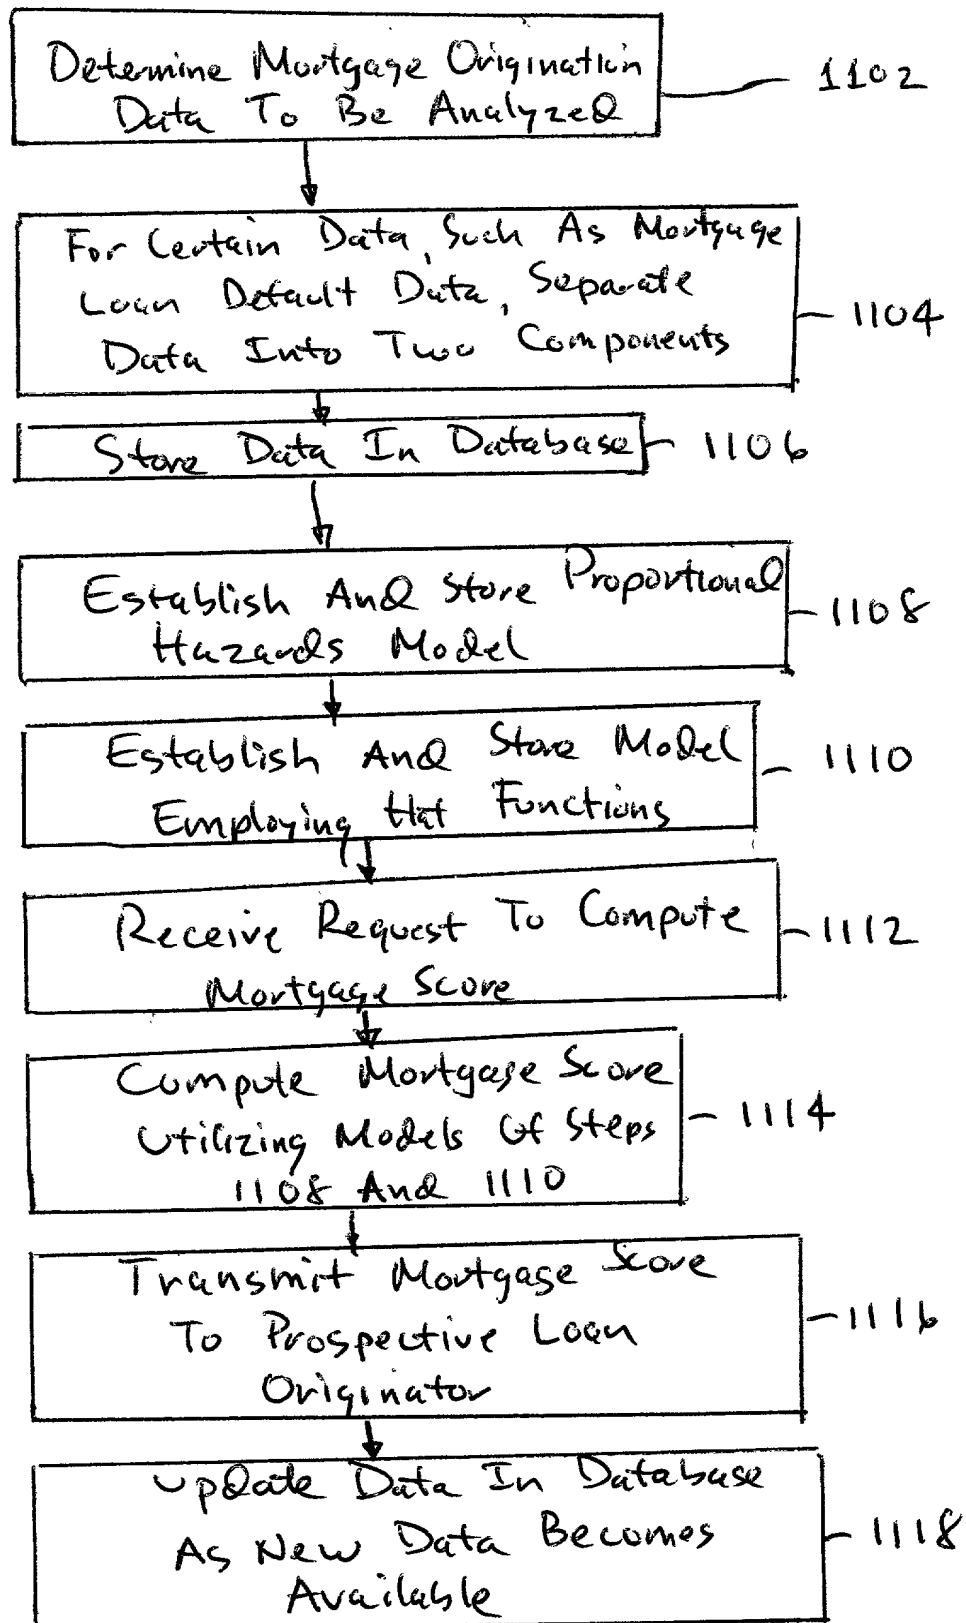 Determine Mortgage Origination
Data To Be Analyzed
1102
For Certain Data, Such As Mortgage
Loan Default Data, Separate
Data Into Two Components
1104
Store Data In Database
1106
Establish And Store Proportional
Hazards Model
1108
Establish And Store Model
Employing Hat Functions
1110
Receive Request To Compute
Mortgage Score
1112
Compute Mortgage Score
Utilizing Models Of Steps
1108 And 1110
1114
Transmit Mortgage Score
To Prospective Loan
Originator
1116
Update Data In Database
As New Data Becomes
Available
1118